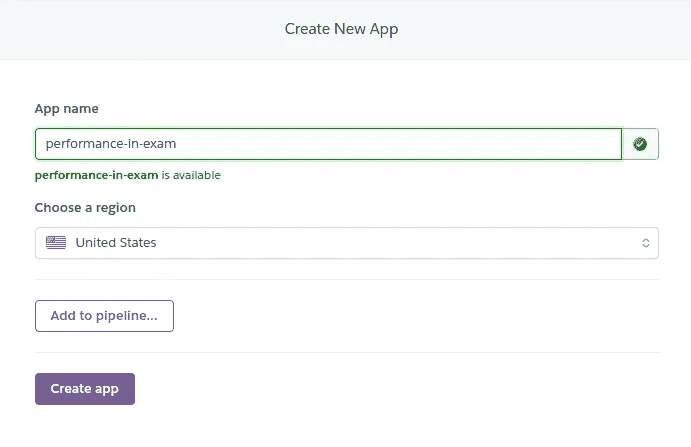 Create New App
App name
performance-in-exam
performance-in-exam is available
Choose a region
United States
Add to pipeline...
Create app